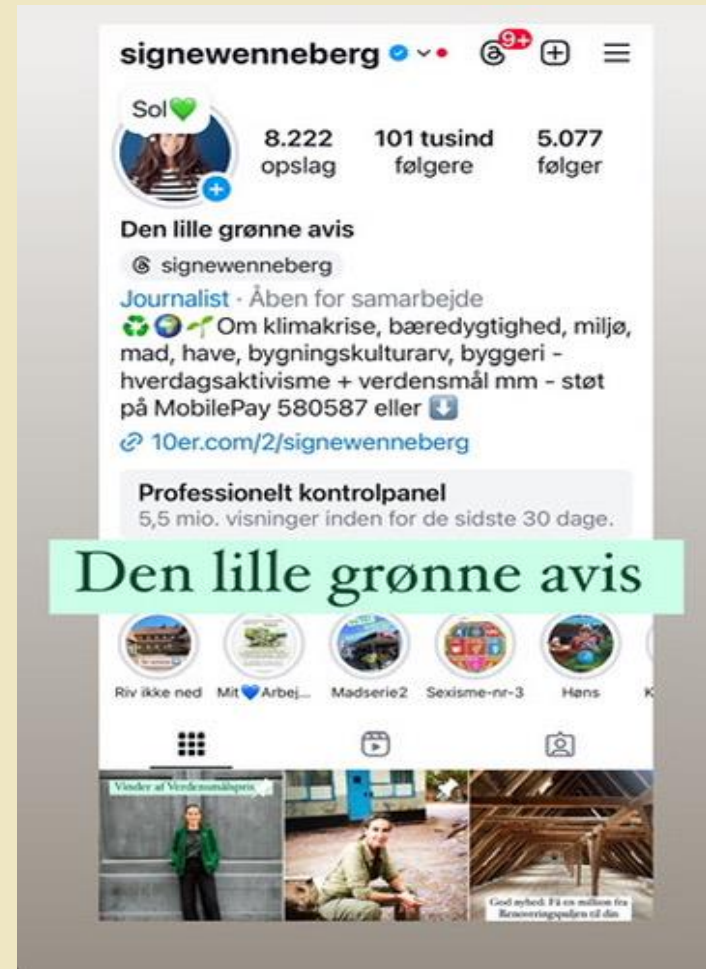 signewenneberg
9+
Sol💚
8.222 101 tusind 5.077
opslag følgere følger
Den lille grønne avis
signewenneberg
Journalist · Åben for samarbejde
♻️🌍🌱Om klimakrise, bæredygtighed, miljø,
mad, have, bygningskulturarv, byggeri -
hverdagsaktivisme + verdensmål mm - støt
på MobilePay 580587 eller ⬇️
10er.com/2/signewenneberg
Professionelt kontrolpanel
5,5 mio. visninger inden for de sidste 30 dage.
Den lille grønne avis
Riv ikke ned Mit💙Arbej... Madserie2 Sexisme-nr-3 Høns K
Vinder af Verdensmålspris
God nyhed: Få en million fra
Renoveringspuljen til din